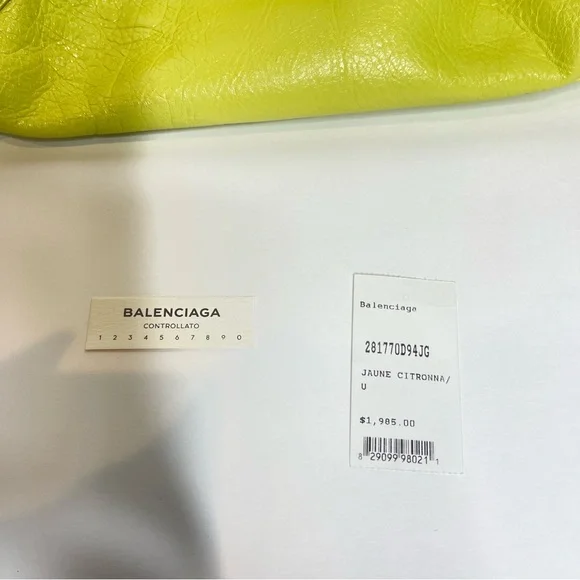 BALENCIAGA
CONTROLLATO
1 2 3 4 5 6 7 8 9 0
Balenciaga
281770D94JG
JAUNE CITRONNA/
U
$1,985.00
8 29099 98021 1